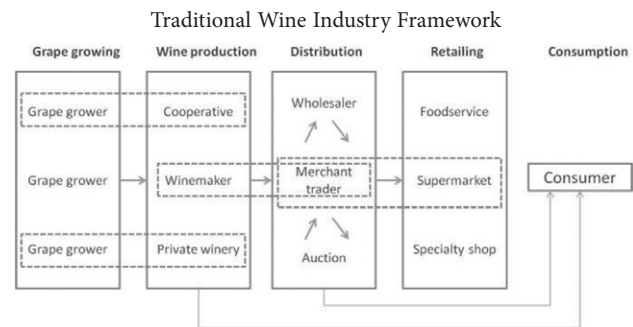 Traditional Wine Industry Framework
Grape growing Wine production Distribution Retailing Consumption
Grape grower Cooperative Wholesaler Foodservice
Grape grower Winemaker Merchant trader Supermarket Consumer
Grape grower Private winery Auction Specialty shop